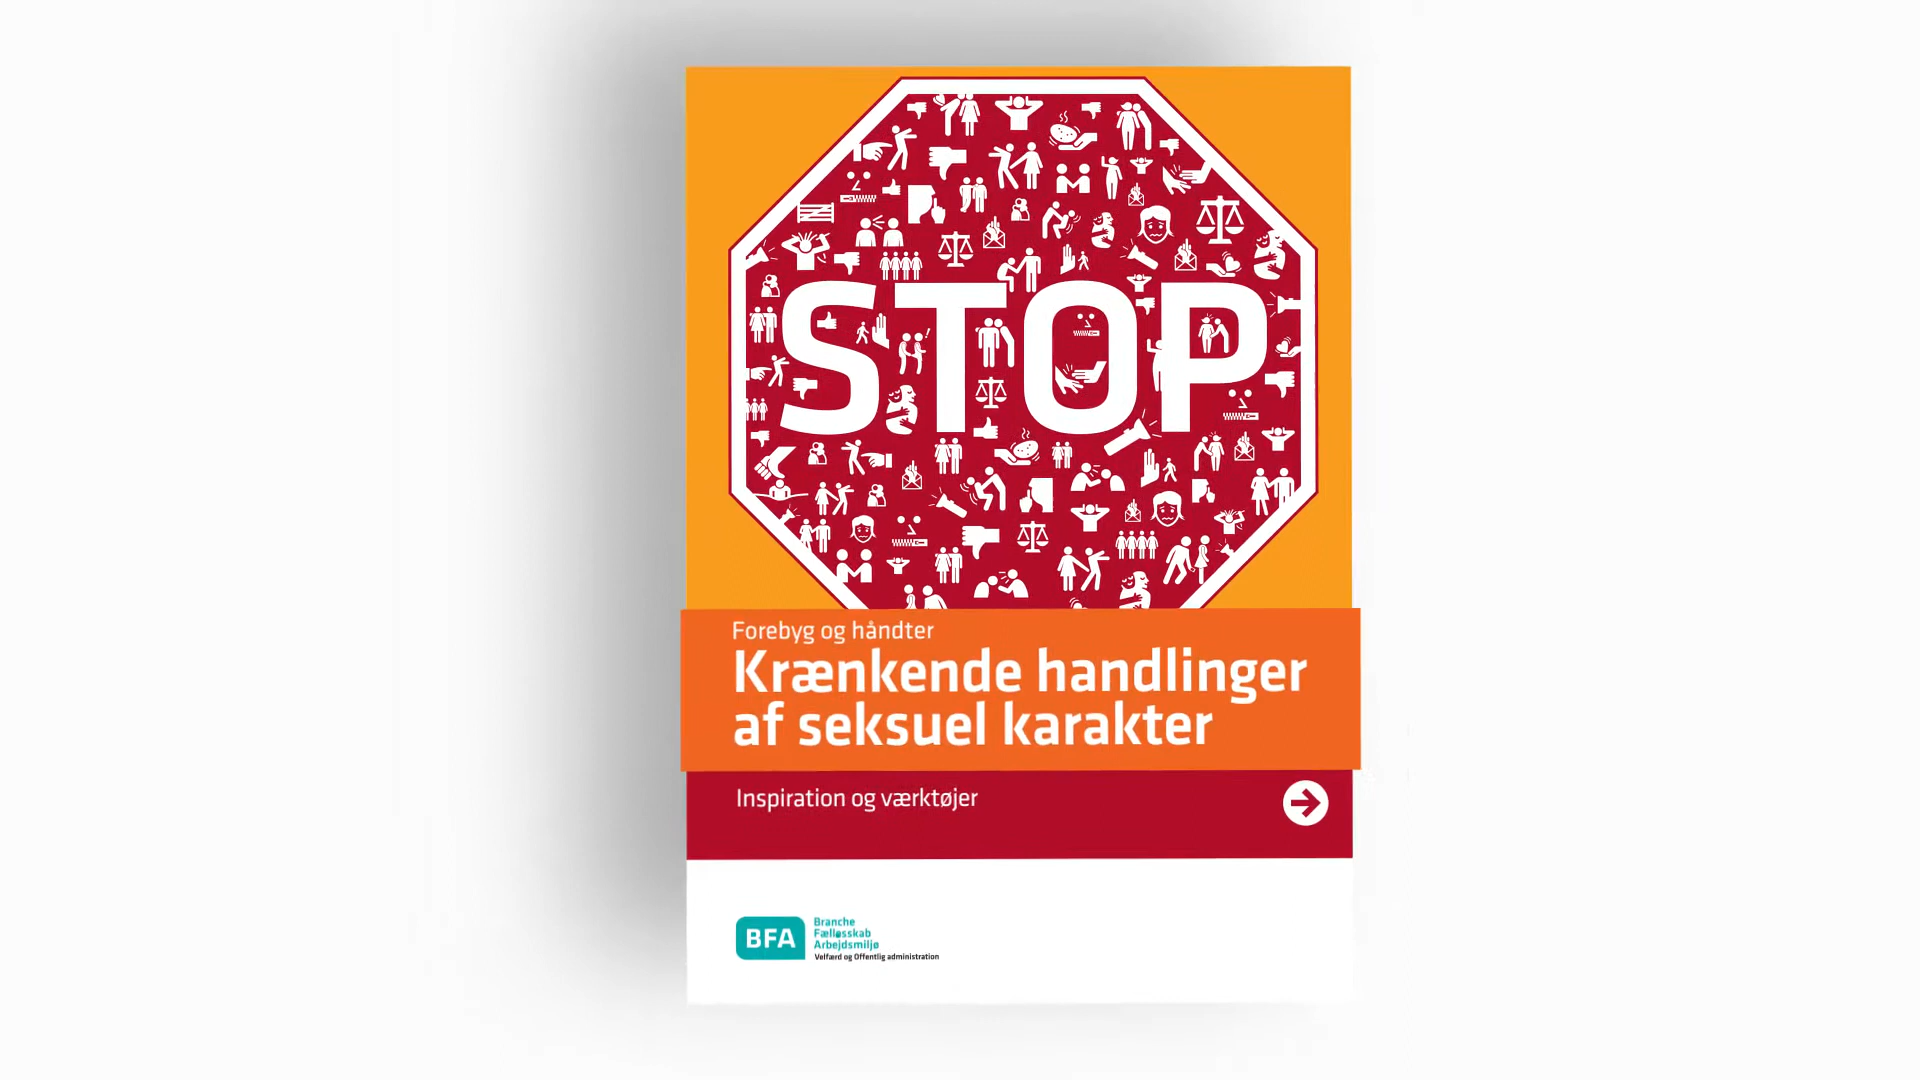 STOP
Forebyg og håndter
Krænkende handlinger
af seksuel karakter
Inspiration og værktøjer
BFA
Branche
Fællesskab
Arbejdsmiljø
Velfærd og Offentlig administration